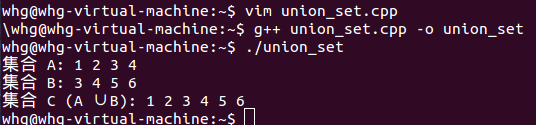 whg@whg-virtual-machine:~$ vim union_set.cpp
\whg@whg-virtual-machine:~$ g++ union_set.cpp -o union_set
whg@whg-virtual-machine:~$ ./union_set
集合 A: 1 2 3 4
集合 B: 3 4 5 6
集合 C (A ∪B): 1 2 3 4 5 6
whg@whg-virtual-machine:~$